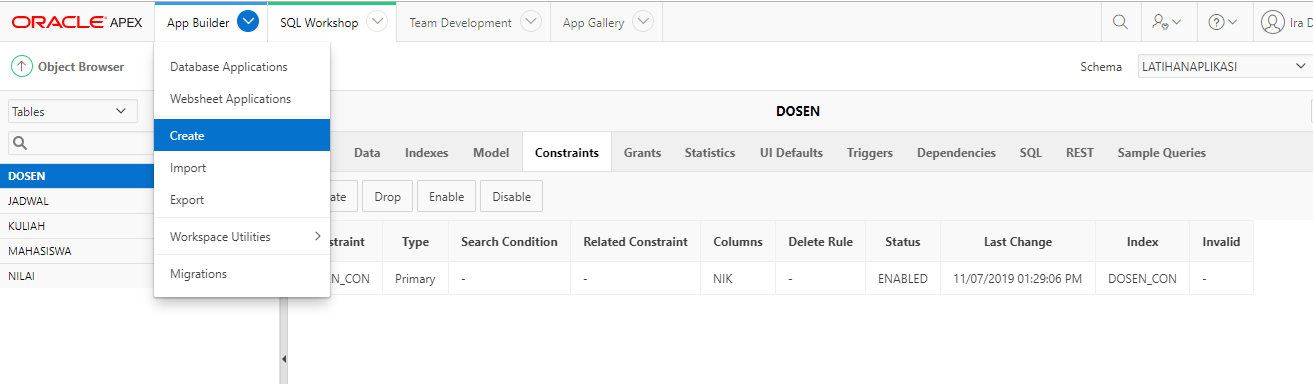 ORACLE APEX App Builder SQL Workshop Team Development App Gallery Ira D
Object Browser Schema LATIHANAPLIKASI
Database Applications
Websheet Applications
Create
Import
Export
Workspace Utilities
Migrations
Tables
DOSEN
JADWAL
KULIAH
MAHASISWA
NILAI
DOSEN
Data Indexes Model Constraints Grants Statistics UI Defaults Triggers Dependencies SQL REST Sample Queries
ate Drop Enable Disable
straint Type Search Condition Related Constraint Columns Delete Rule Status Last Change Index Invalid
EN_CON Primary - - NIK - ENABLED 11/07/2019 01:29:06 PM DOSEN_CON -